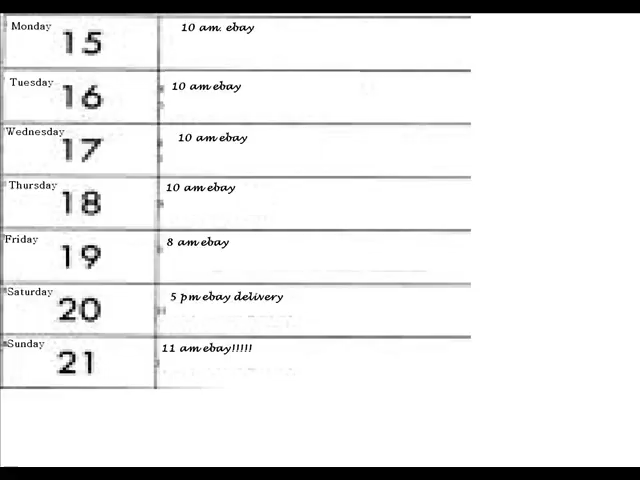 Monday 15 10 am. ebay
Tuesday 16 10 am ebay
Wednesday 17 10 am ebay
Thursday 18 10 am ebay
Friday 19 8 am ebay
Saturday 20 5 pm ebay delivery
Sunday 21 11 am ebay!!!!!